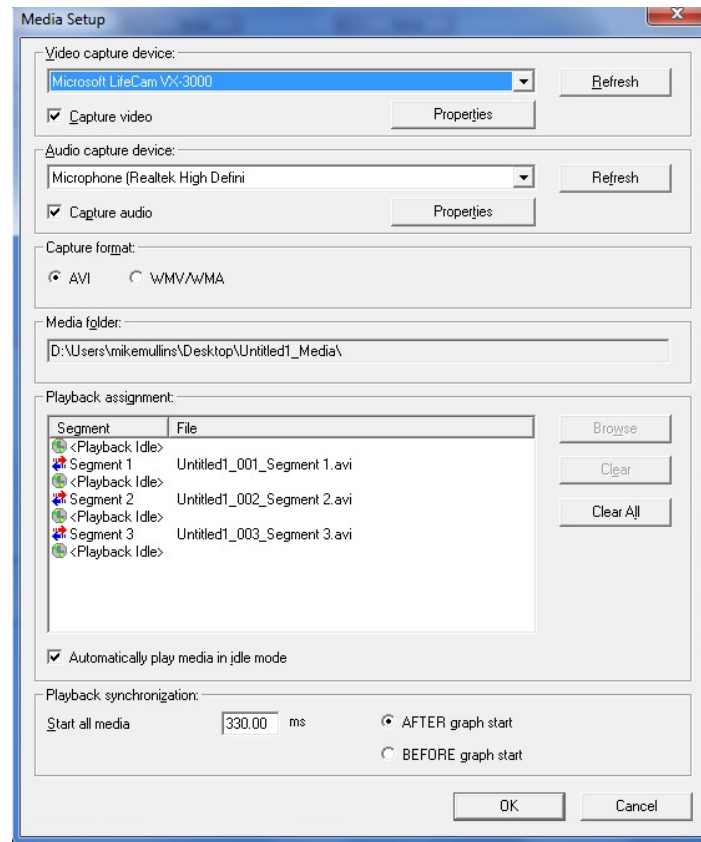 Media Setup
Video capture device:
Microsoft LifeCam VX-3000
Refresh
Capture video
Properties
Audio capture device:
Microphone (Realtek High Defini
Refresh
Capture audio
Properties
Capture format:
AVI WMV/WMA
Media folder:
D:\Users\mikemullins\Desktop\Untitled1_Media\
Playback assignment:
Segment File
<Playback Idle>
Segment 1 Untitled1_001_Segment 1.avi
<Playback Idle>
Segment 2 Untitled1_002_Segment 2.avi
<Playback Idle>
Segment 3 Untitled1_003_Segment 3.avi
<Playback Idle>
Browse
Clear
Clear All
Automatically play media in idle mode
Playback synchronization:
Start all media 330.00 ms AFTER graph start
BEFORE graph start
OK Cancel